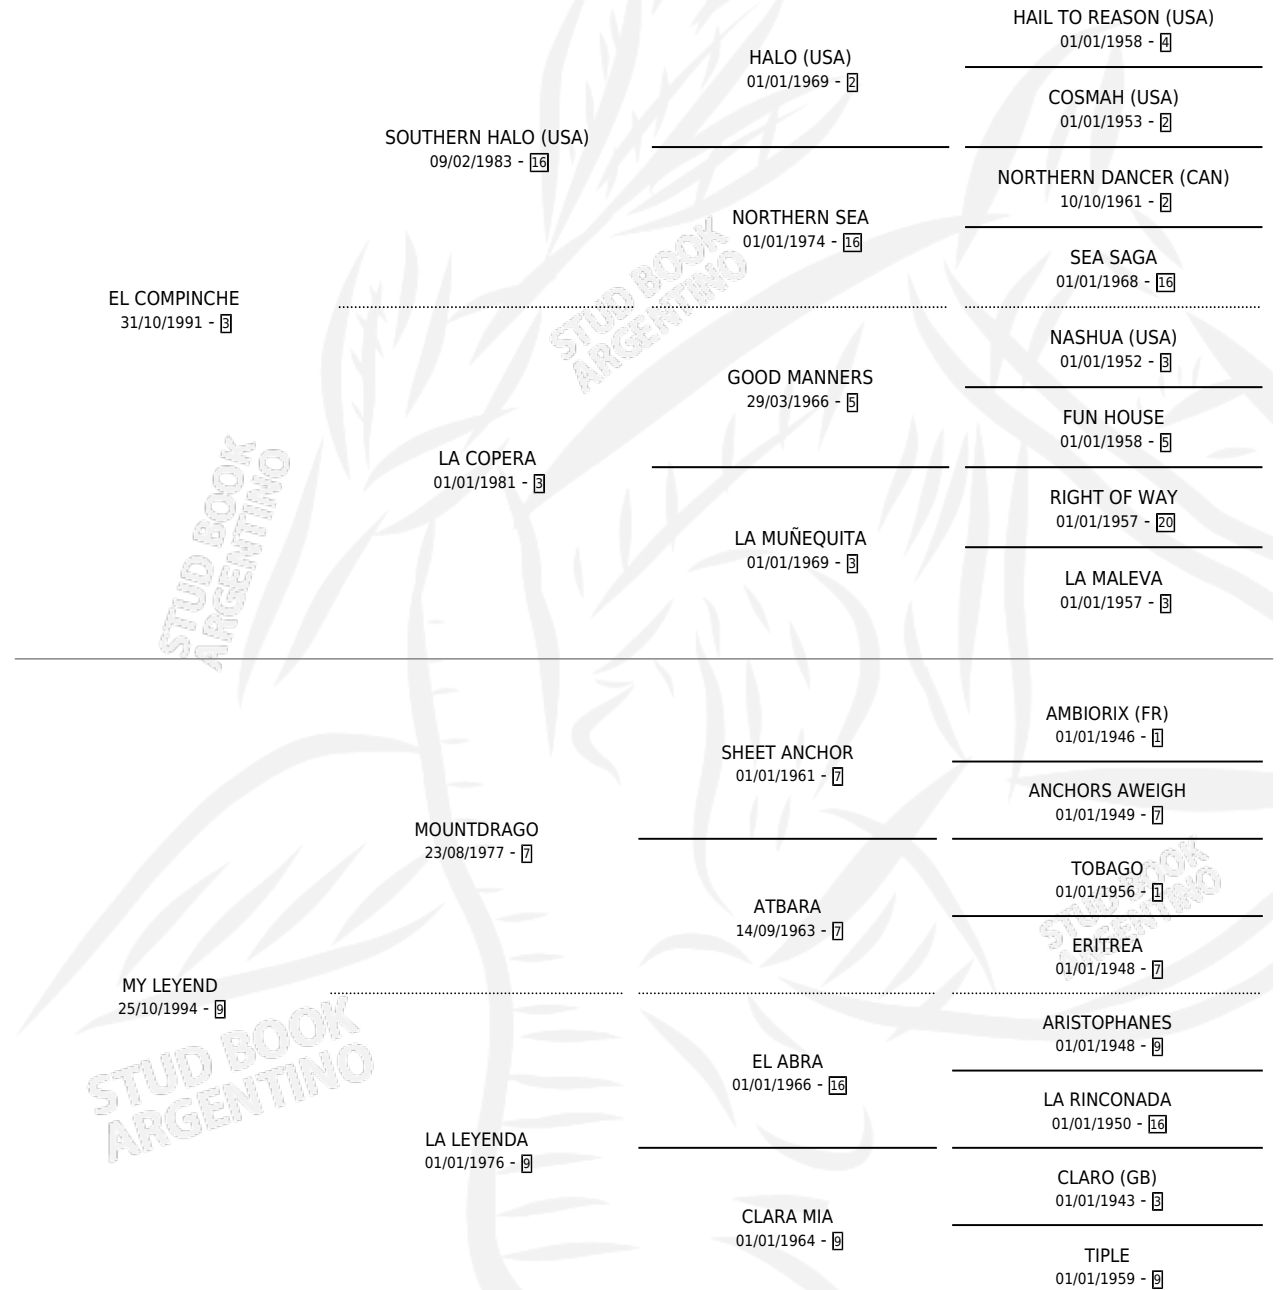 HAIL TO REASON (USA)
01/01/1958 - 4
HALO (USA)
01/01/1969 - 2
COSMAH (USA)
01/01/1953 - 2
SOUTHERN HALO (USA)
09/02/1983 - 16
NORTHERN DANCER (CAN)
10/10/1961 - 2
NORTHERN SEA
01/01/1974 - 16
SEA SAGA
01/01/1968 - 16
EL COMPINCHE
31/10/1991 - 3
NASHUA (USA)
01/01/1952 - 3
GOOD MANNERS
29/03/1966 - 5
FUN HOUSE
01/01/1958 - 5
LA COPERA
01/01/1981 - 3
RIGHT OF WAY
01/01/1957 - 20
LA MUÑEQUITA
01/01/1969 - 3
LA MALEVA
01/01/1957 - 3
AMBIORIX (FR)
01/01/1946 - 1
SHEET ANCHOR
01/01/1961 - 7
ANCHORS AWEIGH
01/01/1949 - 7
MOUNTDRAGO
23/08/1977 - 7
TOBAGO
01/01/1956 - 1
ATBARA
14/09/1963 - 7
ERITREA
01/01/1948 - 7
MY LEYEND
25/10/1994 - 9
ARISTOPHANES
01/01/1948 - 9
EL ABRA
01/01/1966 - 16
LA RINCONADA
01/01/1950 - 16
LA LEYENDA
01/01/1976 - 9
CLARO (GB)
01/01/1943 - 3
CLARA MIA
01/01/1964 - 9
TIPLE
01/01/1959 - 9
STUD BOOK
ARGENTINO
STUD BOOK
ARGENTINO
STUD BOOK
ARGENTINO
STUD BOOK
ARGENTINO